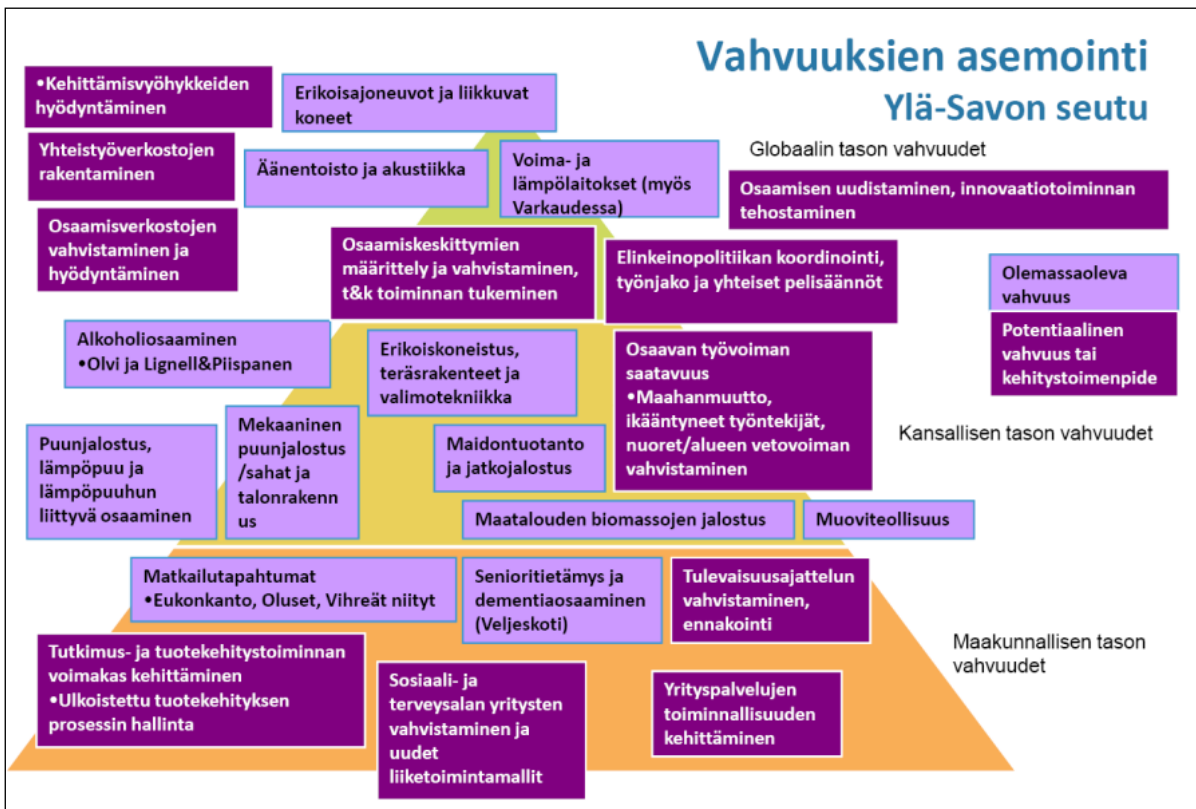 Vahvuuksien asemointi
Ylä-Savon seutu
•Kehittämisvyöhykkeiden
hyödyntäminen
Erikoisajoneuvot ja liikkuvat
koneet
Yhteistyöverkostojen
rakentaminen
Äänentoisto ja akustiikka
Voima- ja
lämpölaitokset (myös
Varkaudessa)
Globaalin tason vahvuudet
Osaamisen uudistaminen, innovaatiotoiminnan
tehostaminen
Osaamisverkostojen
vahvistaminen ja
hyödyntäminen
Osaamiskeskittymien
määrittely ja vahvistaminen,
t&k toiminnan tukeminen
Elinkeinopolitiikan koordinointi,
työnjako ja yhteiset pelisäännöt
Olemassaoleva
vahvuus
Potentiaalinen
vahvuus tai
kehitystoimenpide
Alkoholiosaaminen
•Olvi ja Lignell&Piispanen
Erikoiskoneistus,
teräsrakenteet ja
valimotekniikka
Osaavan työvoiman
saatavuus
•Maahanmuutto,
ikääntyneet työntekijät,
nuoret/alueen vetovoiman
vahvistaminen
Kansallisen tason vahvuudet
Puunjalostus,
lämpöpuu ja
lämpöpuuhun
liittyvä osaaminen
Mekaaninen
puunjalostus
/sahat ja
talonrakenn
us
Maidontuotanto
ja jatkojalostus
Maatalouden biomassojen jalostus
Muoviteollisuus
Matkailutapahtumat
•Eukonkanto, Oluset, Vihreät niityt
Senioritietämys ja
dementiaosaaminen
(Veljeskoti)
Tulevaisuusajattelun
vahvistaminen,
ennakointi
Maakunnallisen tason
vahvuudet
Tutkimus- ja tuotekehitystoiminnan
voimakas kehittäminen
•Ulkoistettu tuotekehityksen
prosessin hallinta
Sosiaali- ja
terveysalan yritysten
vahvistaminen ja
uudet
liiketoimintamallit
Yrityspalvelujen
toiminnallisuuden
kehittäminen